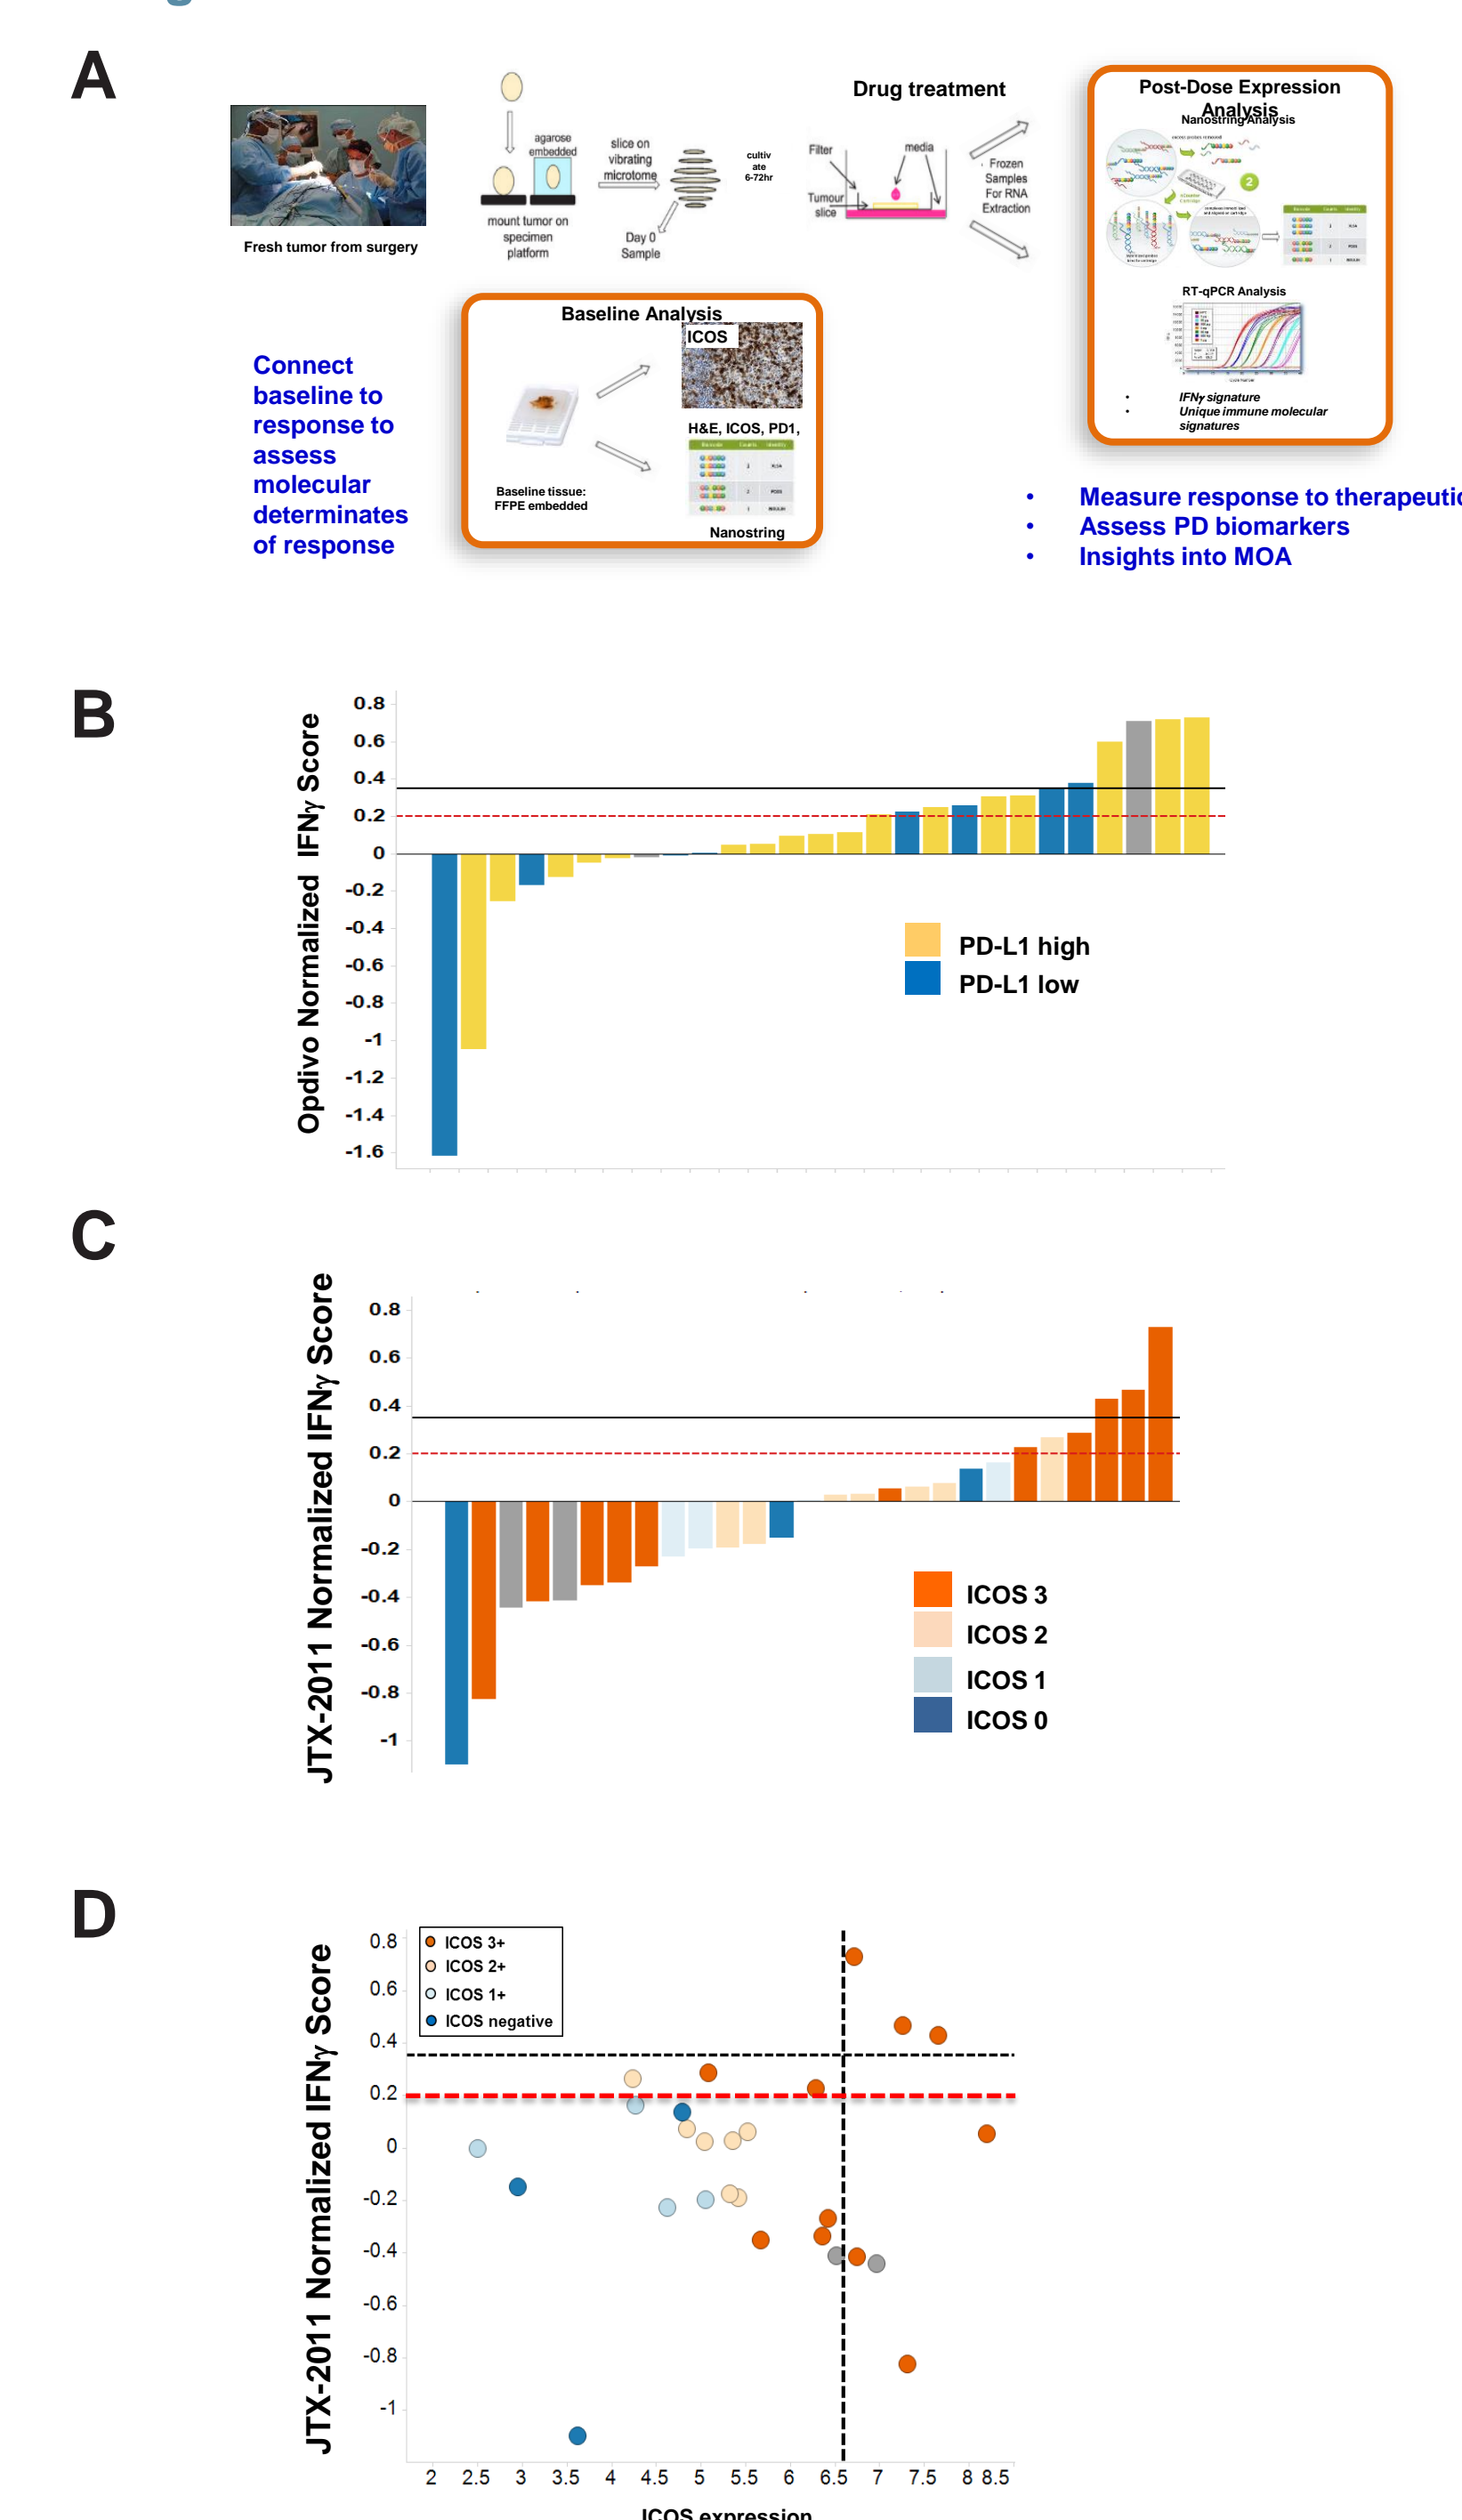 A
Fresh tumor from surgery
agarose
embedded
mount tumor on
specimen
platform
slice on
vibrating
microtome
Day 0
Sample
cultiv
ate
6-72hr
Drug treatment
Filter
media
Tumour
slice
Frozen
Samples
For RNA
Extraction
Post-Dose Expression
Analysis
Nanostring Analysis
2
RT-qPCR Analysis
• IFNγ signature
• Unique immune molecular
signatures
Connect
baseline to
response to
assess
molecular
determinates
of response
Baseline Analysis
ICOS
H&E, ICOS, PD1,
Baseline tissue:
FFPE embedded
Nanostring
• Measure response to therapeutic
• Assess PD biomarkers
• Insights into MOA
B
Opdivo Normalized IFNγ Score
0.8
0.6
0.4
0.2
0
-0.2
-0.4
-0.6
-0.8
-1
-1.2
-1.4
-1.6
PD-L1 high
PD-L1 low
C
JTX-2011 Normalized IFNγ Score
0.8
0.6
0.4
0.2
0
-0.2
-0.4
-0.6
-0.8
-1
ICOS 3
ICOS 2
ICOS 1
ICOS 0
D
JTX-2011 Normalized IFNγ Score
0.8
0.6
0.4
0.2
0
-0.2
-0.4
-0.6
-0.8
-1
ICOS 3+
ICOS 2+
ICOS 1+
ICOS negative
2 2.5 3 3.5 4 4.5 5 5.5 6 6.5 7 7.5 8 8.5
ICOS expression